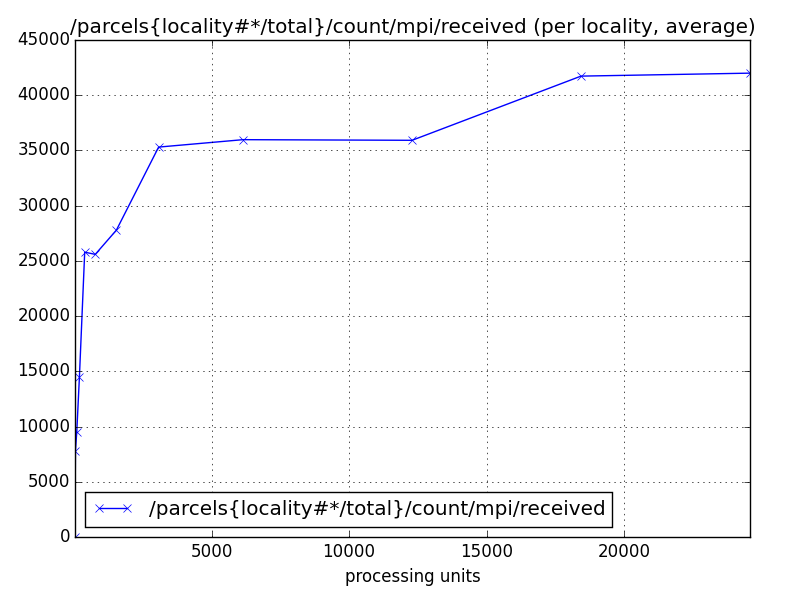 /parcels{locality#*/total}/count/mpi/received (per locality, average)
45000
40000
35000
30000
25000
20000
15000
10000
5000
0
/parcels{locality#*/total}/count/mpi/received
5000 10000 15000 20000
processing units